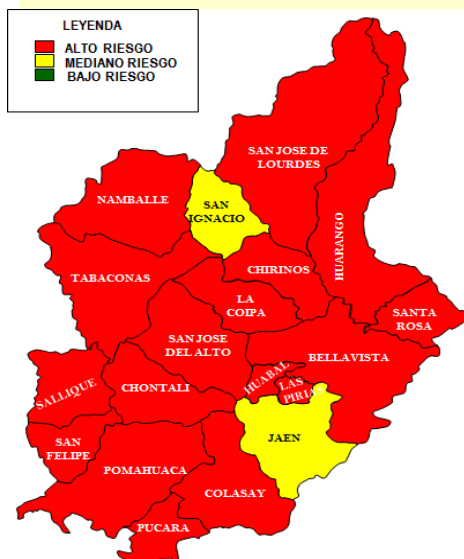 LEYENDA
ALTO RIESGO
MEDIANO RIESGO
BAJO RIESGO
SAN JOSE DE
LOURDES
NAMBALLE
SAN
IGNACIO
HUARANGO
TABACONAS
CHIRINOS
LA
COIPA
SANTA
ROSA
SAN JOSE
DEL ALTO
BELLAVISTA
HUABAL
LAS
PIRIAS
SALLIQUE
CHONTALI
SAN
FELIPE
JAEN
POMAHUACA
COLASAY
PUCARA